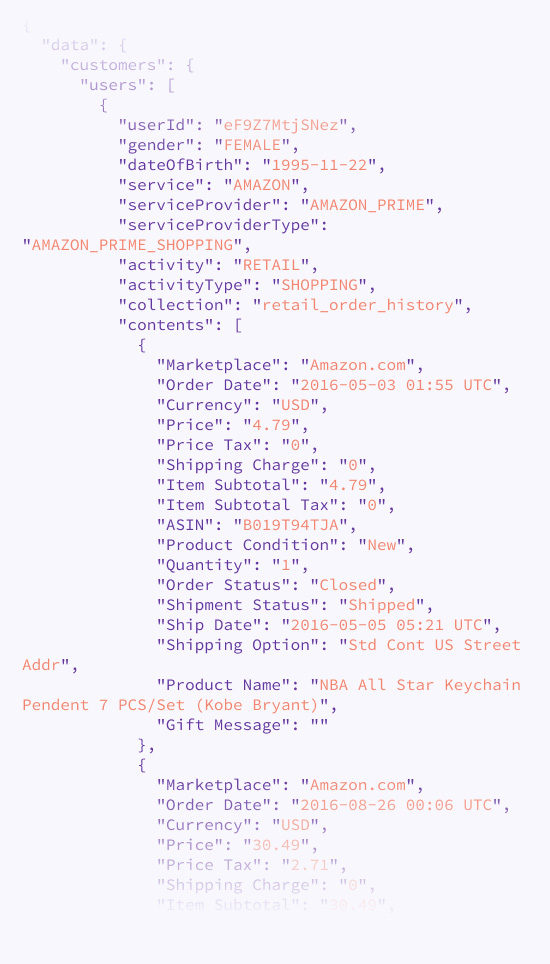 {
"data": {
"customers": {
"users": [
{
"userId": "eF9Z7MtjSNez",
"gender": "FEMALE",
"dateOfBirth": "1995-11-22",
"service": "AMAZON",
"serviceProvider": "AMAZON_PRIME",
"serviceProviderType":
"AMAZON_PRIME_SHOPPING",
"activity": "RETAIL",
"activityType": "SHOPPING",
"collection": "retail_order_history",
"contents": [
{
"Marketplace": "Amazon.com",
"Order Date": "2016-05-03 01:55 UTC",
"Currency": "USD",
"Price": "4.79",
"Price Tax": "0",
"Shipping Charge": "0",
"Item Subtotal": "4.79",
"Item Subtotal Tax": "0",
"ASIN": "B019T94TJA",
"Product Condition": "New",
"Quantity": "1",
"Order Status": "Closed",
"Shipment Status": "Shipped",
"Ship Date": "2016-05-05 05:21 UTC",
"Shipping Option": "Std Cont US Street
Addr",
"Product Name": "NBA All Star Keychain
Pendent 7 PCS/Set (Kobe Bryant)",
"Gift Message": ""
},
{
"Marketplace": "Amazon.com",
"Order Date": "2016-08-26 00:06 UTC",
"Currency": "USD",
"Price": "30.49",
"Price Tax": "2.71",
"Shipping Charge": "0",
"Item Subtotal": "30.49",